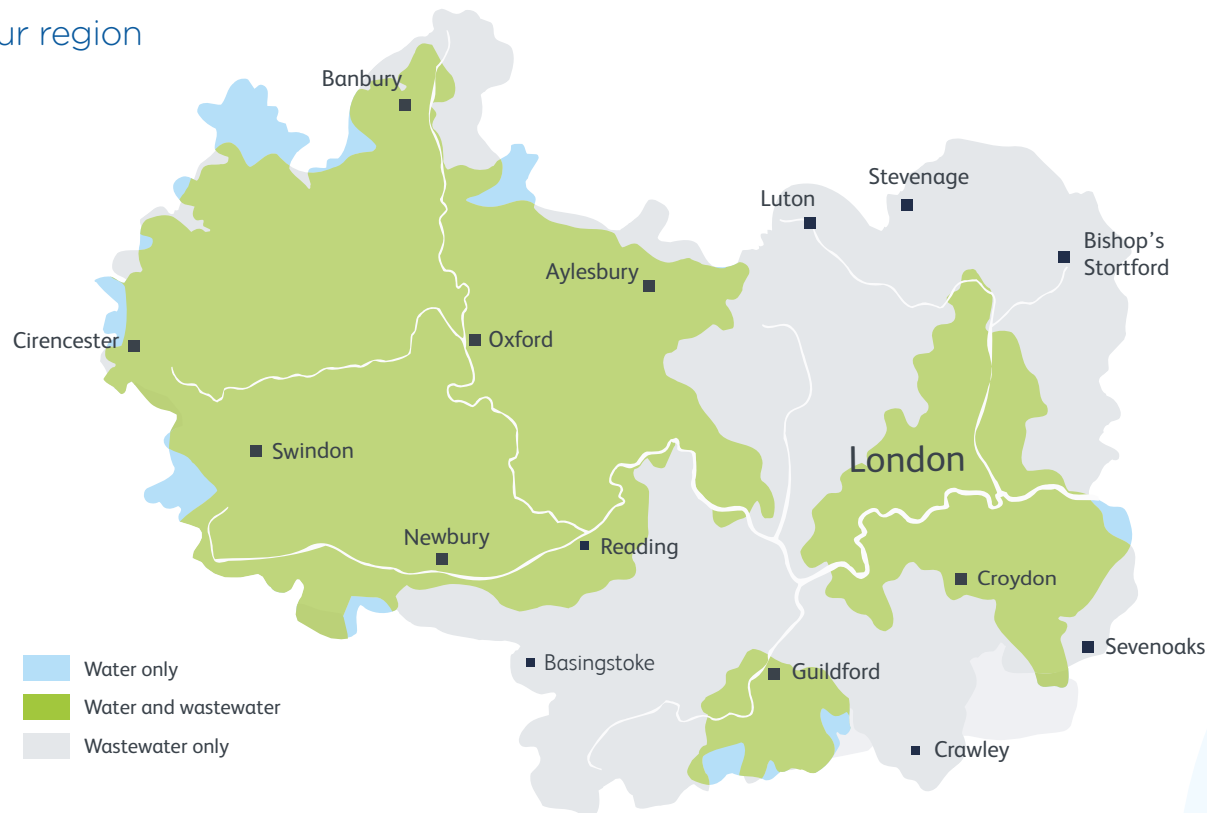 ur region
Banbury
Stevenage
Luton
Bishop's
Stortford
Aylesbury
Cirencester
Oxford
Swindon
London
Newbury
Reading
Croydon
Sevenoaks
Basingstoke
Guildford
Crawley
Water only
Water and wastewater
Wastewater only